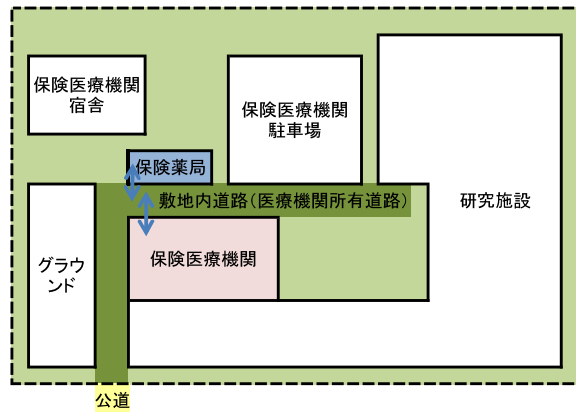 保険医療機関
宿舎
保険医療機関
駐車場
保険薬局
敷地内道路（医療機関所有道路）
研究施設
グラウ
ンド
保険医療機関
公道